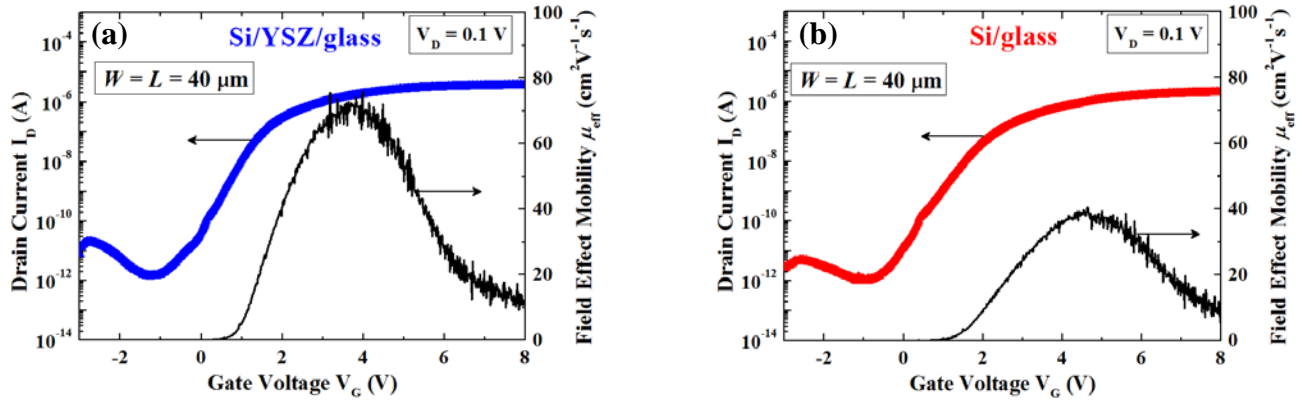 (a)
Si/YSZ/glass
V_D = 0.1 V
W = L = 40 μm
Drain Current I_D (A)
10^-4
10^-6
10^-8
10^-10
10^-12
10^-14
-2
0
2
4
6
8
Gate Voltage V_G (V)
100
80
60
40
20
0
Field Effect Mobility μ_eff (cm^2V^-1s^-1)
(b)
Si/glass
V_D = 0.1 V
W = L = 40 μm
Drain Current I_D (A)
10^-4
10^-6
10^-8
10^-10
10^-12
10^-14
-2
0
2
4
6
8
Gate Voltage V_G (V)
100
80
60
40
20
0
Field Effect Mobility μ_eff (cm^2V^-1s^-1)